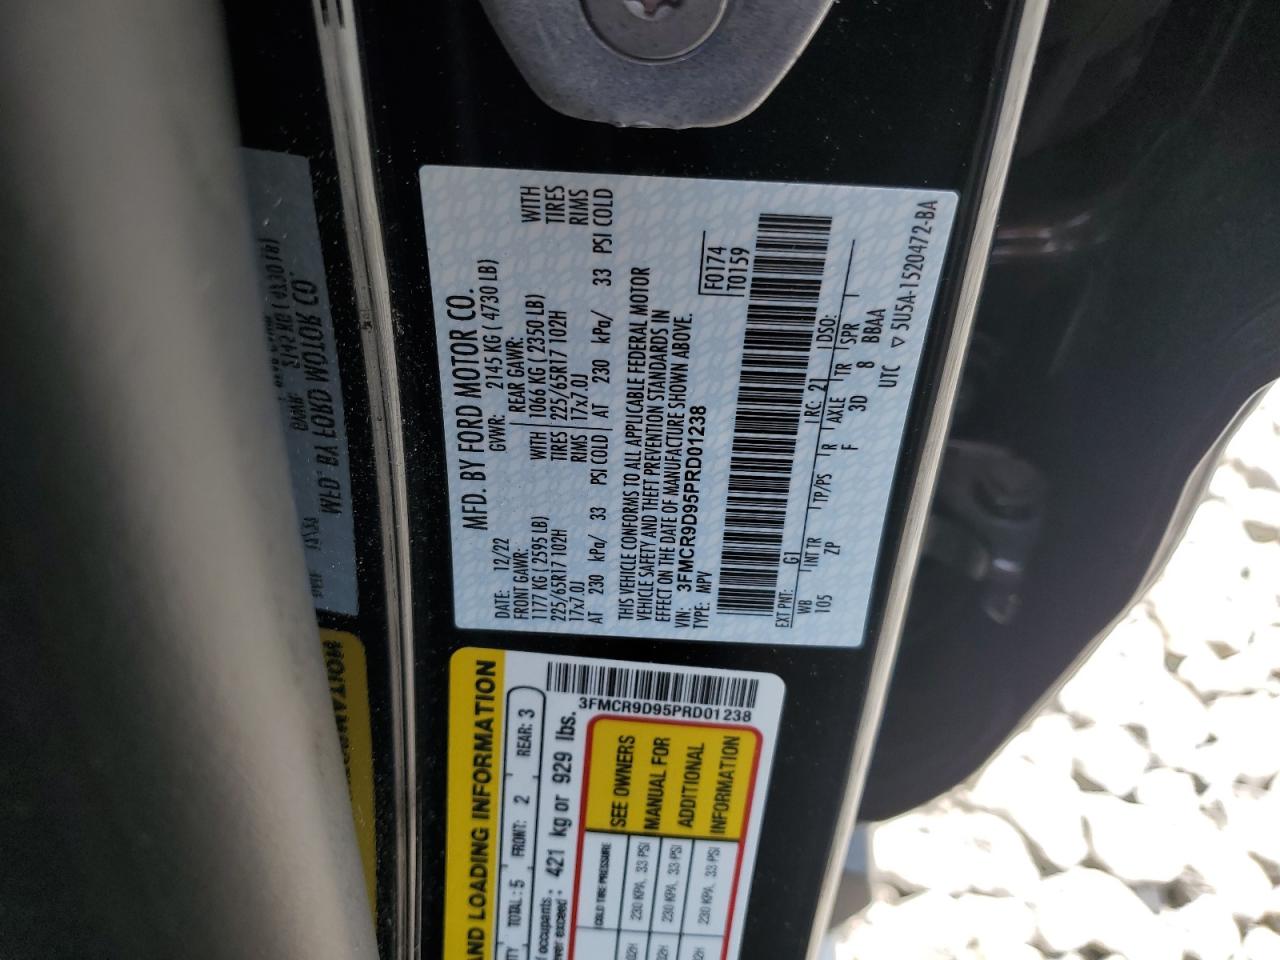 MFD. BY FORD MOTOR CO.
DATE: 12/22 GVWR: 2145 KG ( 4730 LB)
FRONT GAWR: REAR GAWR:
1177 KG ( 2595 LB) WITH 1066 KG ( 2350 LB) WITH
225/65R17 102H TIRES 225/65R17 102H TIRES
17x7.0J RIMS 17x7.0J RIMS
AT 230 kPa/ 33 PSI COLD AT 230 kPa/ 33 PSI COLD
THIS VEHICLE CONFORMS TO ALL APPLICABLE FEDERAL MOTOR
VEHICLE SAFETY AND THEFT PREVENTION STANDARDS IN
EFFECT ON THE DATE OF MANUFACTURE SHOWN ABOVE.
VIN: 3FMCR9D95PRD01238 F0174
TYPE: MPV T0159
EXT PNT: G1 RC: 21 DSO:
WB INT TR TP/PS R AXLE TR SPR
105 ZP F 3D 8 BBAA
UTC ▽ 5U5A-1520472-BA
AND LOADING INFORMATION
TOTAL: 5 FRONT: 2 REAR: 3
occupants
exceed 421 kg or 929 lbs.
3FMCR9D95PRD01238
COLD TIRE PRESSURE
230 KPA, 33 PSI
230 KPA, 33 PSI
230 KPA, 33 PSI
SEE OWNERS
MANUAL FOR
ADDITIONAL
INFORMATION